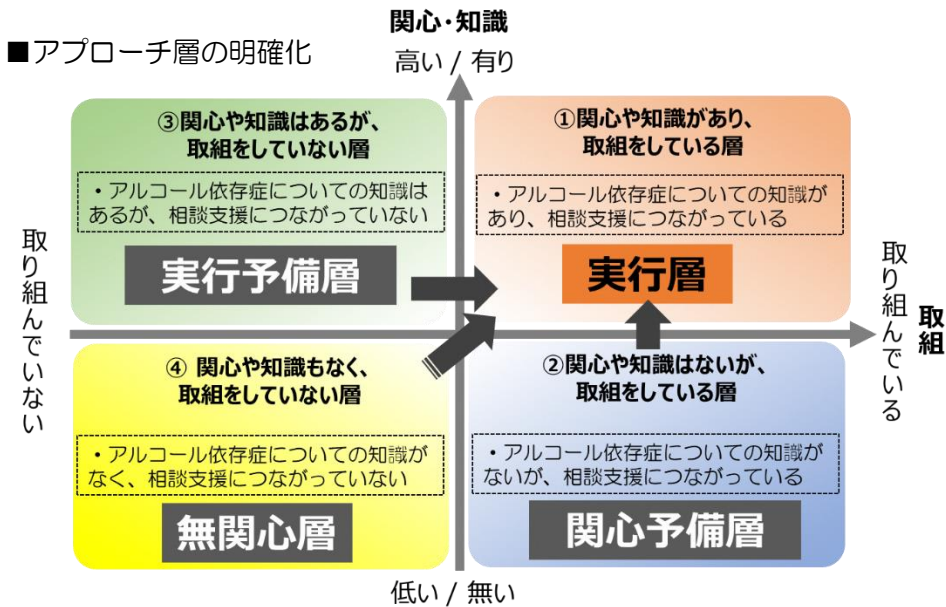 関心・知識
■アプローチ層の明確化
高い / 有り
③関心や知識はあるが、
取組をしていない層
・アルコール依存症についての知識は
あるが、相談支援につながっていない
実行予備層
①関心や知識があり、
取組をしている層
・アルコール依存症についての知識が
あり、相談支援につながっている
実行層
取り組んでいない
取り組んでいる
取組
④ 関心や知識もなく、
取組をしていない層
・アルコール依存症についての知識が
なく、相談支援につながっていない
無関心層
②関心や知識はないが、
取組をしている層
・アルコール依存症についての知識が
ないが、相談支援につながっている
関心予備層
低い / 無い